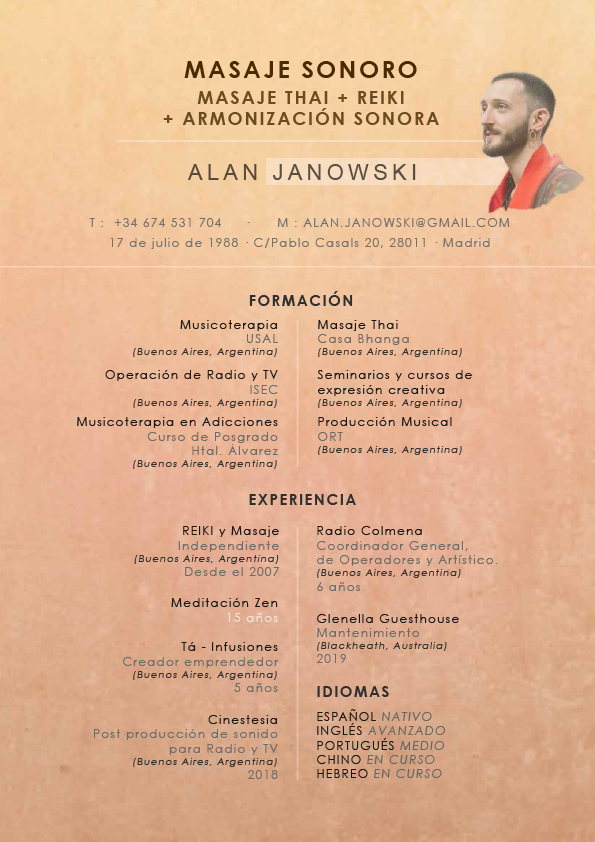 MASAJE SONORO
MASAJE THAI + REIKI
+ ARMONIZACIÓN SONORA
ALAN JANOWSKI
T : +34 674 531 704 · M : ALAN.JANOWSKI@GMAIL.COM
17 de julio de 1988 · C/Pablo Casals 20, 28011 · Madrid
FORMACIÓN
Musicoterapia
USAL
(Buenos Aires, Argentina)
Operación de Radio y TV
ISEC
(Buenos Aires, Argentina)
Musicoterapia en Adicciones
Curso de Posgrado
Htal. Alvarez
(Buenos Aires, Argentina)
Masaje Thai
Casa Bhanga
(Buenos Aires, Argentina)
Seminarios y cursos de
expresión creativa
(Buenos Aires, Argentina)
Producción Musical
ORT
(Buenos Aires, Argentina)
EXPERIENCIA
REIKI y Masaje
Independiente
(Buenos Aires, Argentina)
Desde el 2007
Meditación Zen
15 años
Tá - Infusiones
Creador emprendedor
(Buenos Aires, Argentina)
5 años
Cinestesia
Post producción de sonido
para Radio y TV
(Buenos Aires, Argentina)
2018
Radio Colmena
Coordinador General,
de Operadores y Artístico.
(Buenos Aires, Argentina)
6 años
Glenella Guesthouse
Mantenimiento
(Blackheath, Australia)
2019
IDIOMAS
ESPAÑOL NATIVO
INGLÉS AVANZADO
PORTUGUÉS MEDIO
CHINO EN CURSO
HEBREO EN CURSO